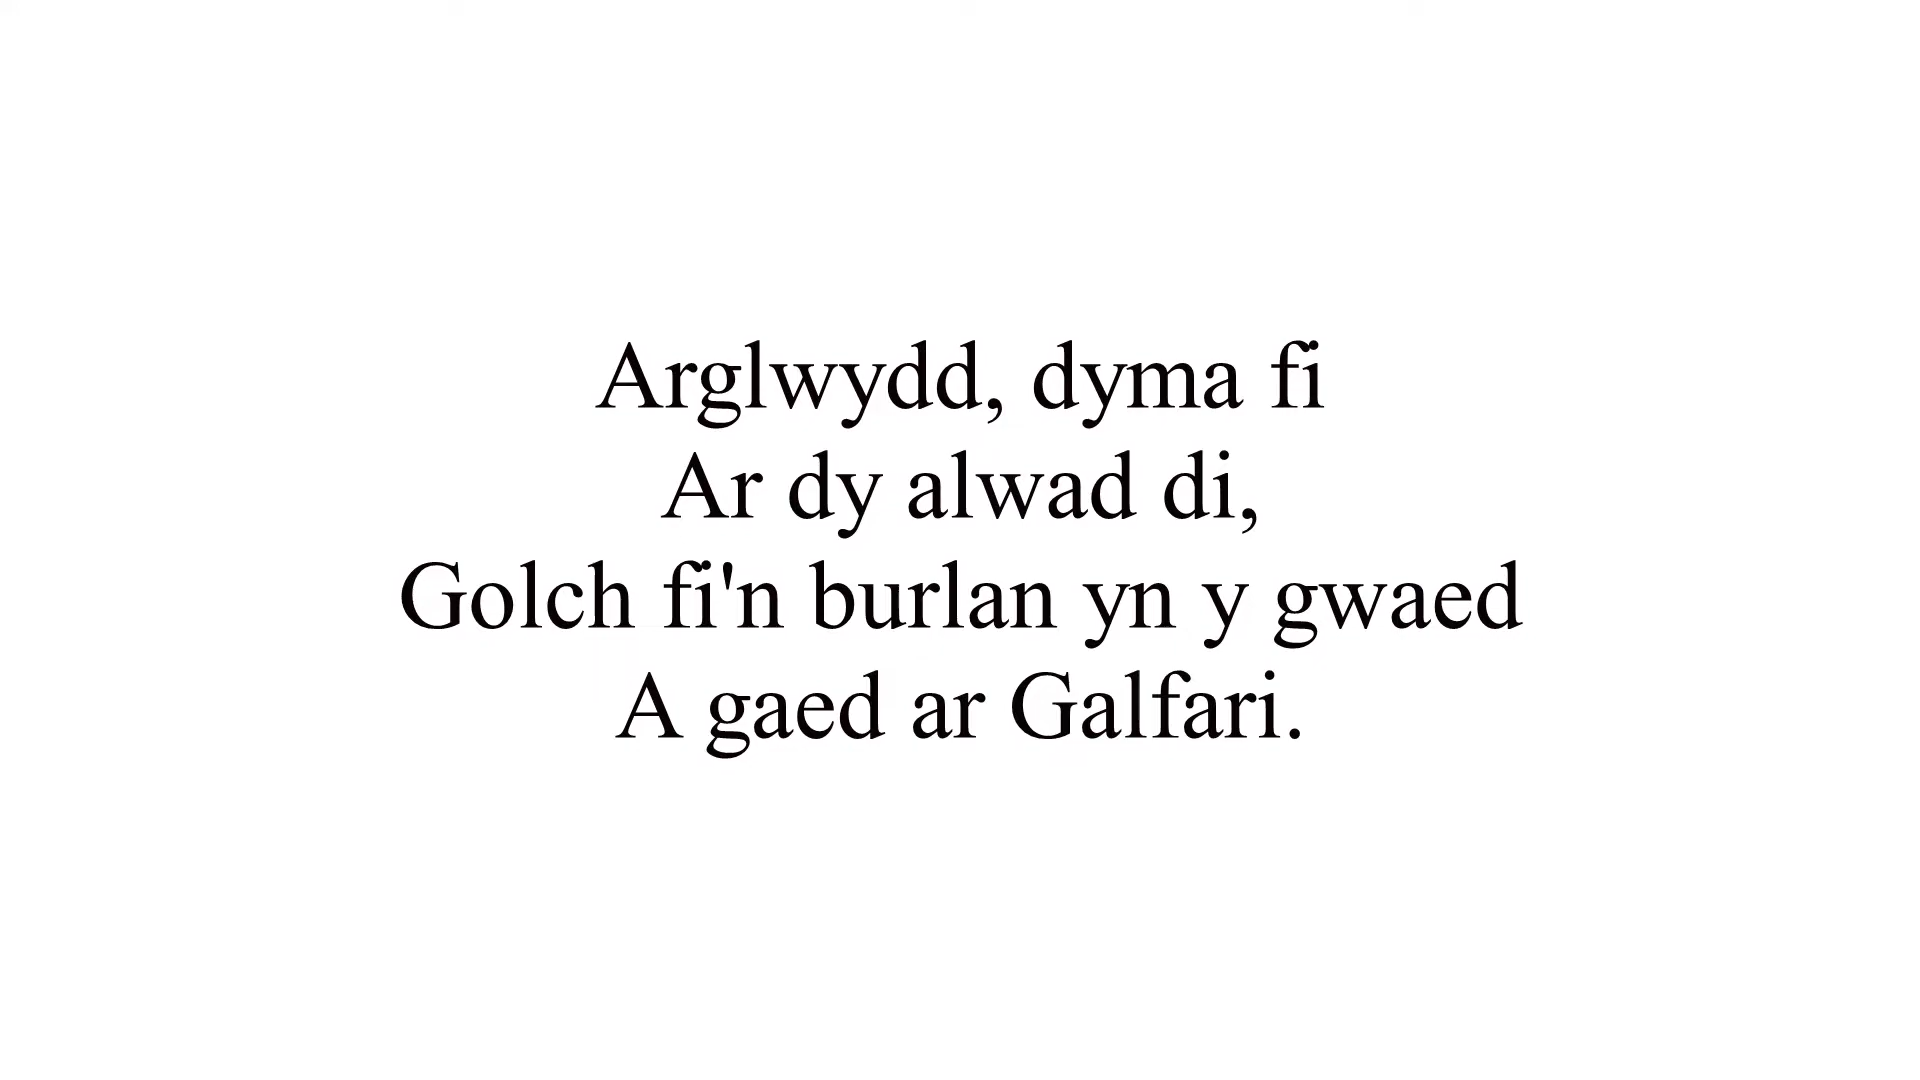 Arglwydd, dyma fi
Ar dy alwad di,
Golch fi'n burlan yn y gwaed
A gaed ar Galfari.